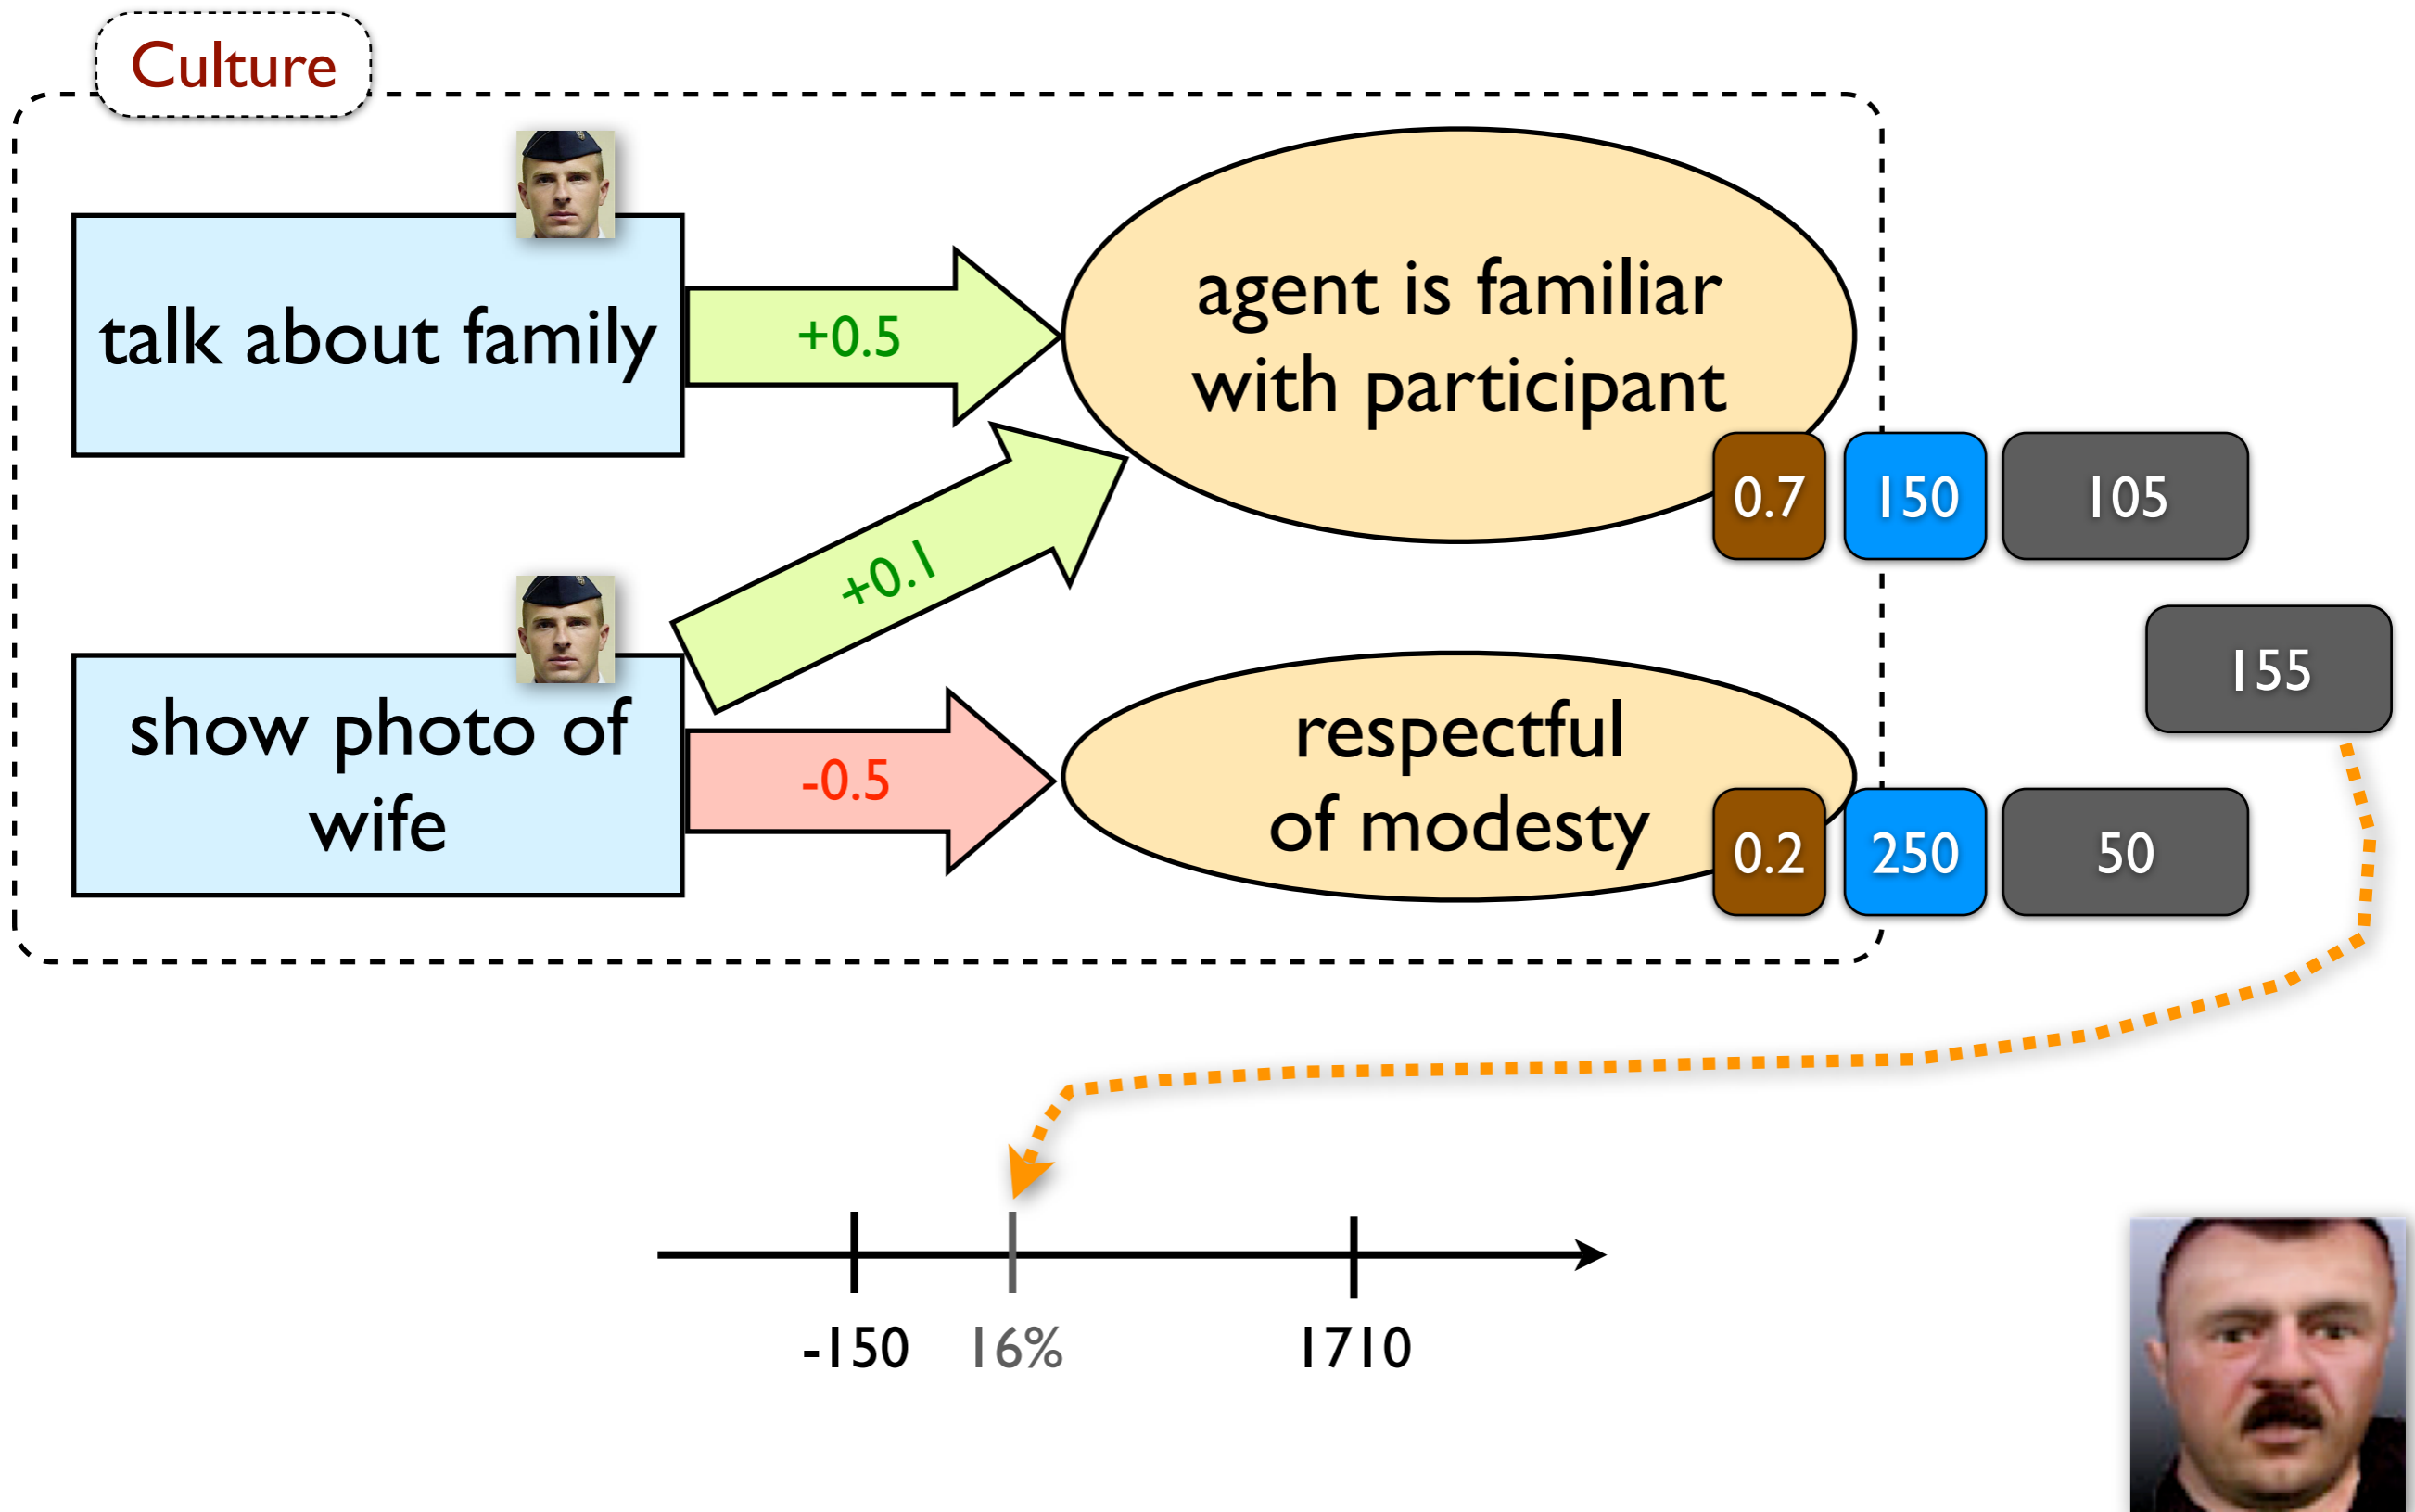 Culture
talk about family
+0.5
agent is familiar
with participant
0.7
150
105
+0.1
155
show photo of
wife
-0.5
respectful
of modesty
0.2
250
50
-150
16%
1710